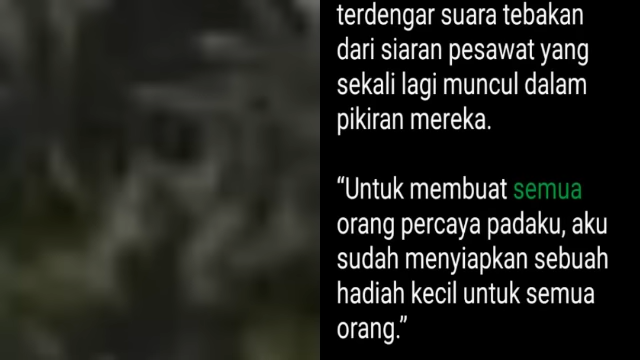 terdengar suara tebakan
dari siaran pesawat yang
sekali lagi muncul dalam
pikiran mereka.
“Untuk membuat semua
orang percaya padaku, aku
sudah menyiapkan sebuah
hadiah kecil untuk semua
orang.”